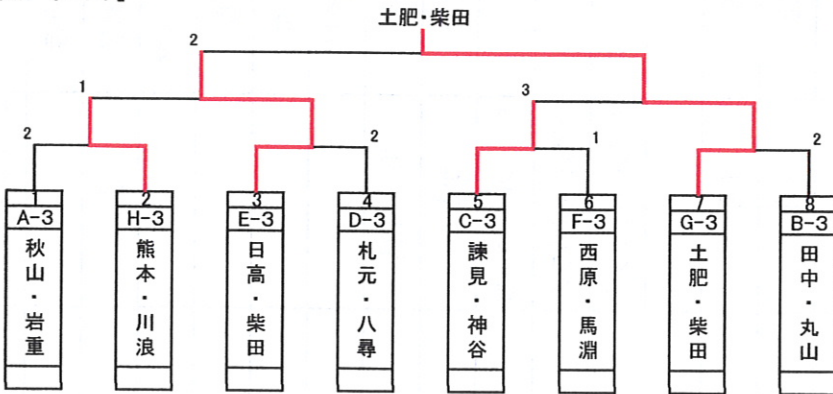 土肥・柴田
2
1
3
2
2
1
2
1
2
3
4
5
6
7
8
A-3
H-3
E-3
D-3
C-3
F-3
G-3
B-3
秋山・岩重
熊本・川浪
日高・柴田
札元・八尋
諫見・神谷
西原・馬淵
土肥・柴田
田中・丸山